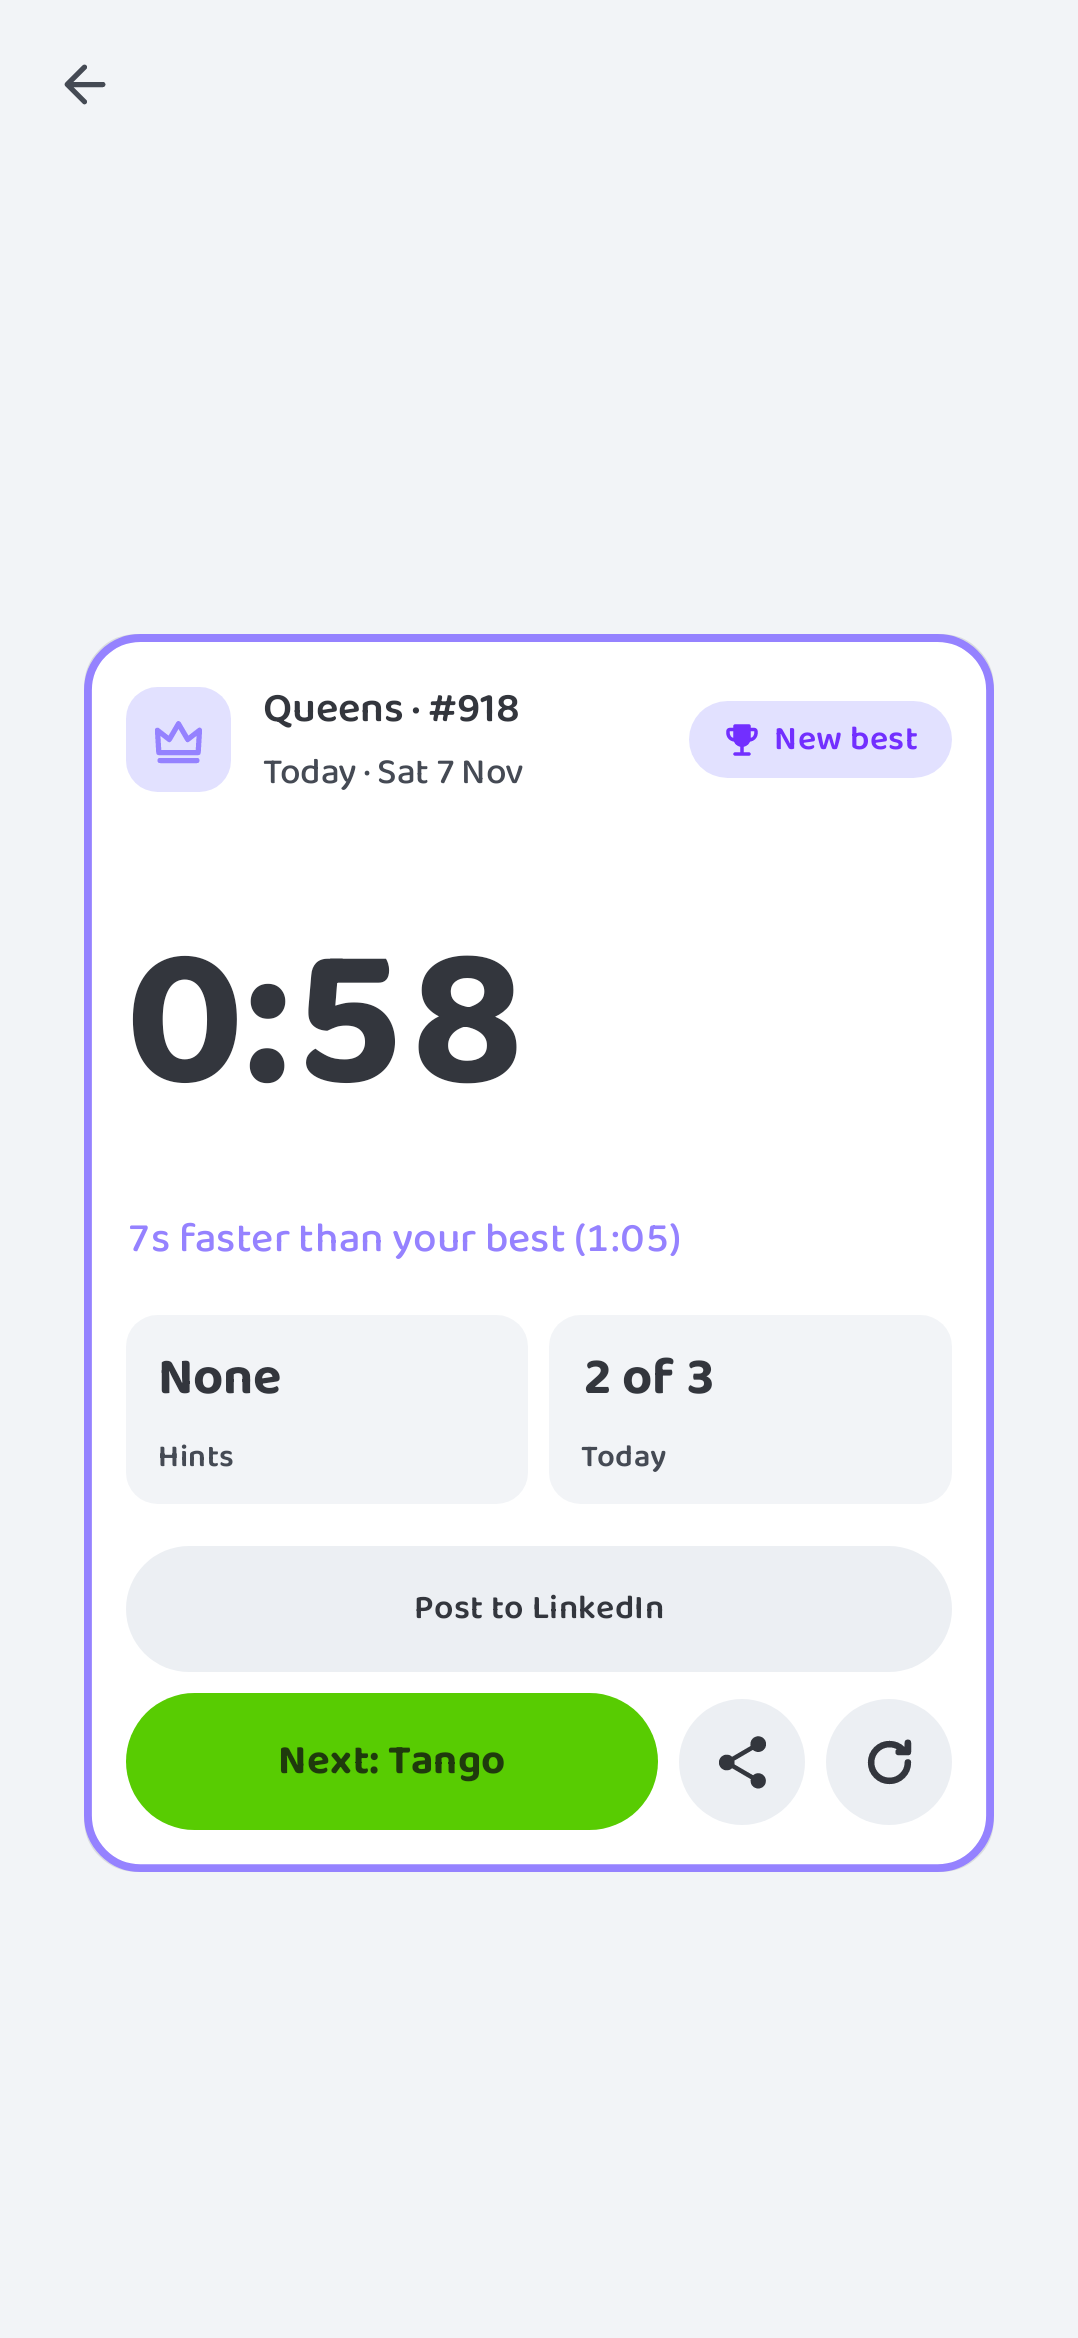 Queens · #918
Today · Sat 7 Nov
New best
0:58
7s faster than your best (1:05)
None
Hints
2 of 3
Today
Post to LinkedIn
Next: Tango